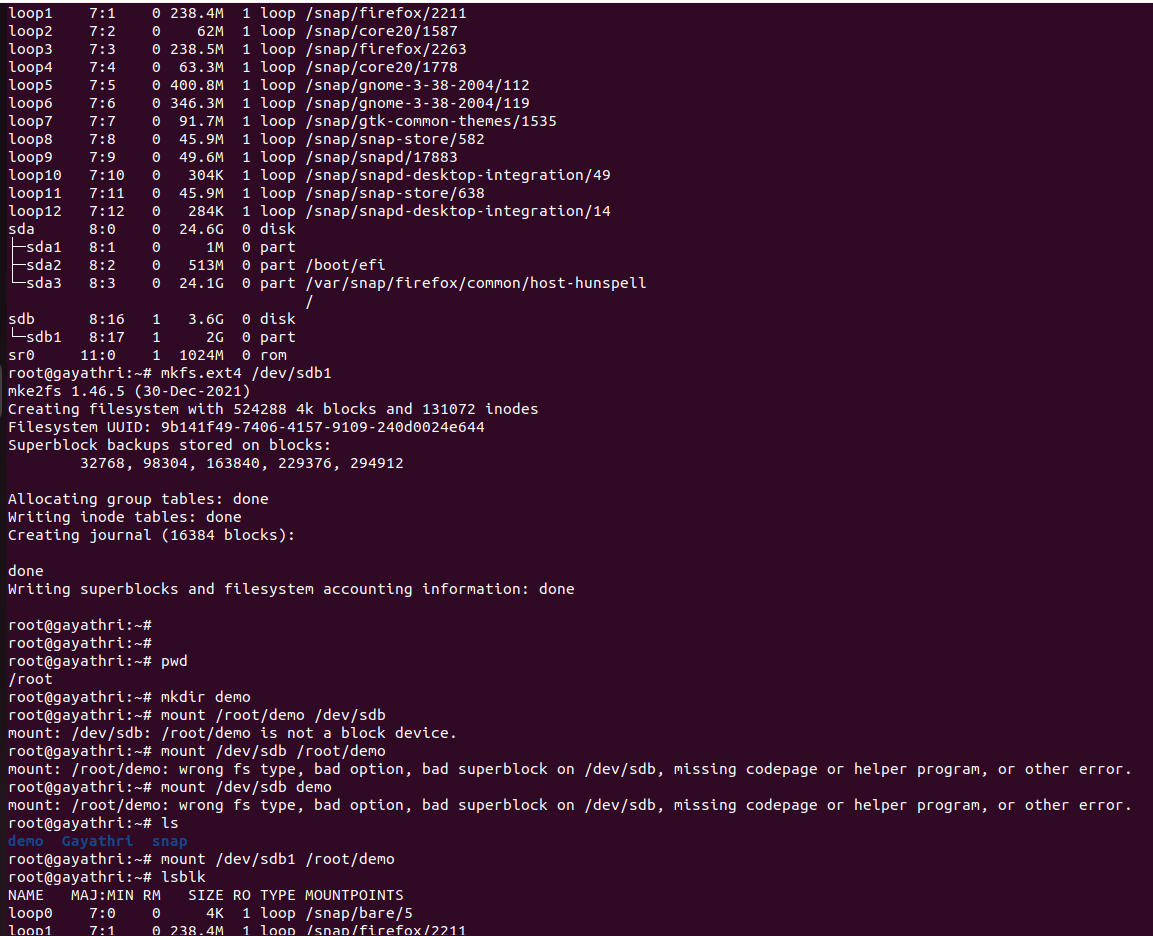 loop1    7:1    0 238.4M  1 loop /snap/firefox/2211
loop2    7:2    0    62M  1 loop /snap/core20/1587
loop3    7:3    0 238.5M  1 loop /snap/firefox/2263
loop4    7:4    0  63.3M  1 loop /snap/core20/1778
loop5    7:5    0 400.8M  1 loop /snap/gnome-3-38-2004/112
loop6    7:6    0 346.3M  1 loop /snap/gnome-3-38-2004/119
loop7    7:7    0  91.7M  1 loop /snap/gtk-common-themes/1535
loop8    7:8    0  45.9M  1 loop /snap/snap-store/582
loop9    7:9    0  49.6M  1 loop /snap/snapd/17883
loop10   7:10   0   304K  1 loop /snap/snapd-desktop-integration/49
loop11   7:11   0  45.9M  1 loop /snap/snap-store/638
loop12   7:12   0   284K  1 loop /snap/snapd-desktop-integration/14
sda      8:0    0  24.6G  0 disk
├─sda1   8:1    0     1M  0 part
├─sda2   8:2    0   513M  0 part /boot/efi
└─sda3   8:3    0  24.1G  0 part /var/snap/firefox/common/host-hunspell
                                 /
sdb      8:16   1   3.6G  0 disk
└─sdb1   8:17   1     2G  0 part
sr0     11:0    1  1024M  0 rom
root@gayathri:~# mkfs.ext4 /dev/sdb1
mke2fs 1.46.5 (30-Dec-2021)
Creating filesystem with 524288 4k blocks and 131072 inodes
Filesystem UUID: 9b141f49-7406-4157-9109-240d0024e644
Superblock backups stored on blocks:
        32768, 98304, 163840, 229376, 294912
Allocating group tables: done
Writing inode tables: done
Creating journal (16384 blocks):
done
Writing superblocks and filesystem accounting information: done
root@gayathri:~#
root@gayathri:~#
root@gayathri:~# pwd
/root
root@gayathri:~# mkdir demo
root@gayathri:~# mount /root/demo /dev/sdb
mount: /dev/sdb: /root/demo is not a block device.
root@gayathri:~# mount /dev/sdb /root/demo
mount: /root/demo: wrong fs type, bad option, bad superblock on /dev/sdb, missing codepage or helper program, or other error.
root@gayathri:~# mount /dev/sdb demo
mount: /root/demo: wrong fs type, bad option, bad superblock on /dev/sdb, missing codepage or helper program, or other error.
root@gayathri:~# ls
demo  Gayathri  snap
root@gayathri:~# mount /dev/sdb1 /root/demo
root@gayathri:~# lsblk
NAME   MAJ:MIN RM   SIZE RO TYPE MOUNTPOINTS
loop0    7:0    0     4K  1 loop /snap/bare/5
loop1    7:1    0 238.4M  1 loop /snap/firefox/2211